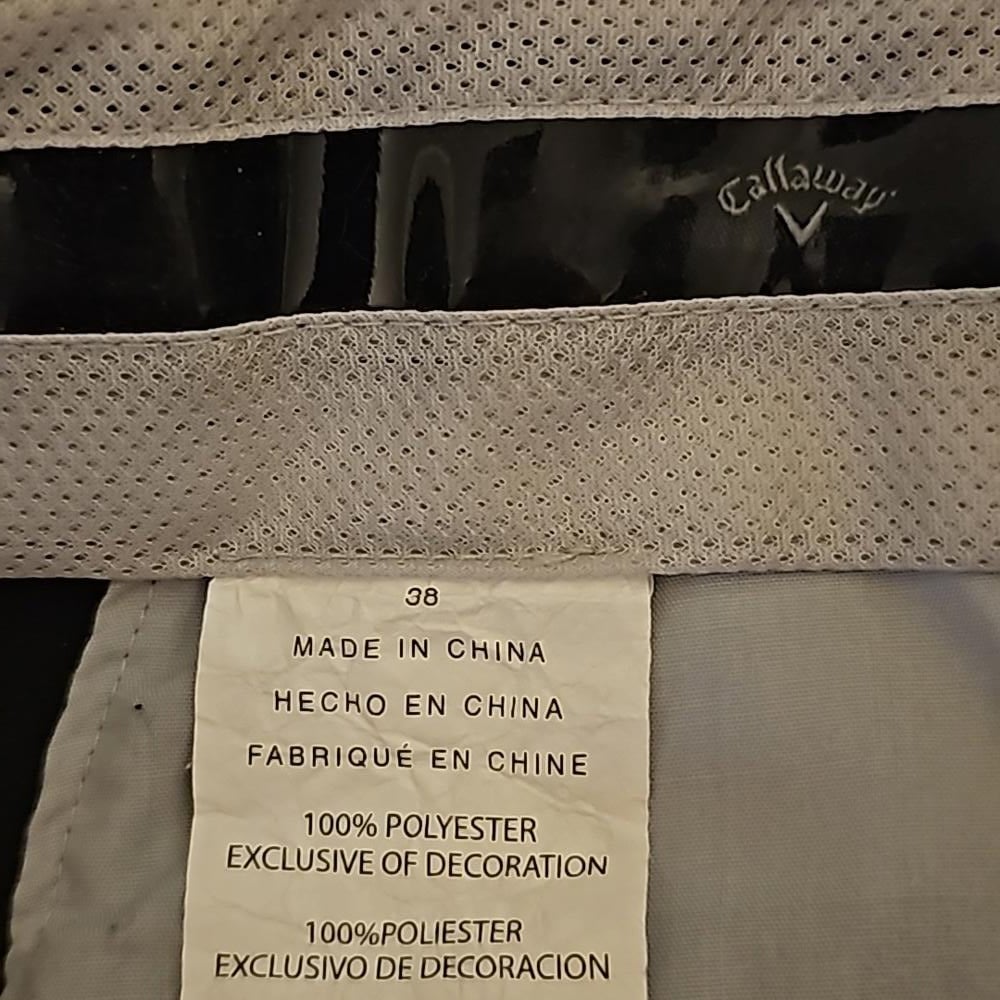 Callaway
38
MADE IN CHINA
HECHO EN CHINA
FABRIQUÉ EN CHINE
100% POLYESTER
EXCLUSIVE OF DECORATION
100%POLIESTER
EXCLUSIVO DE DECORACION